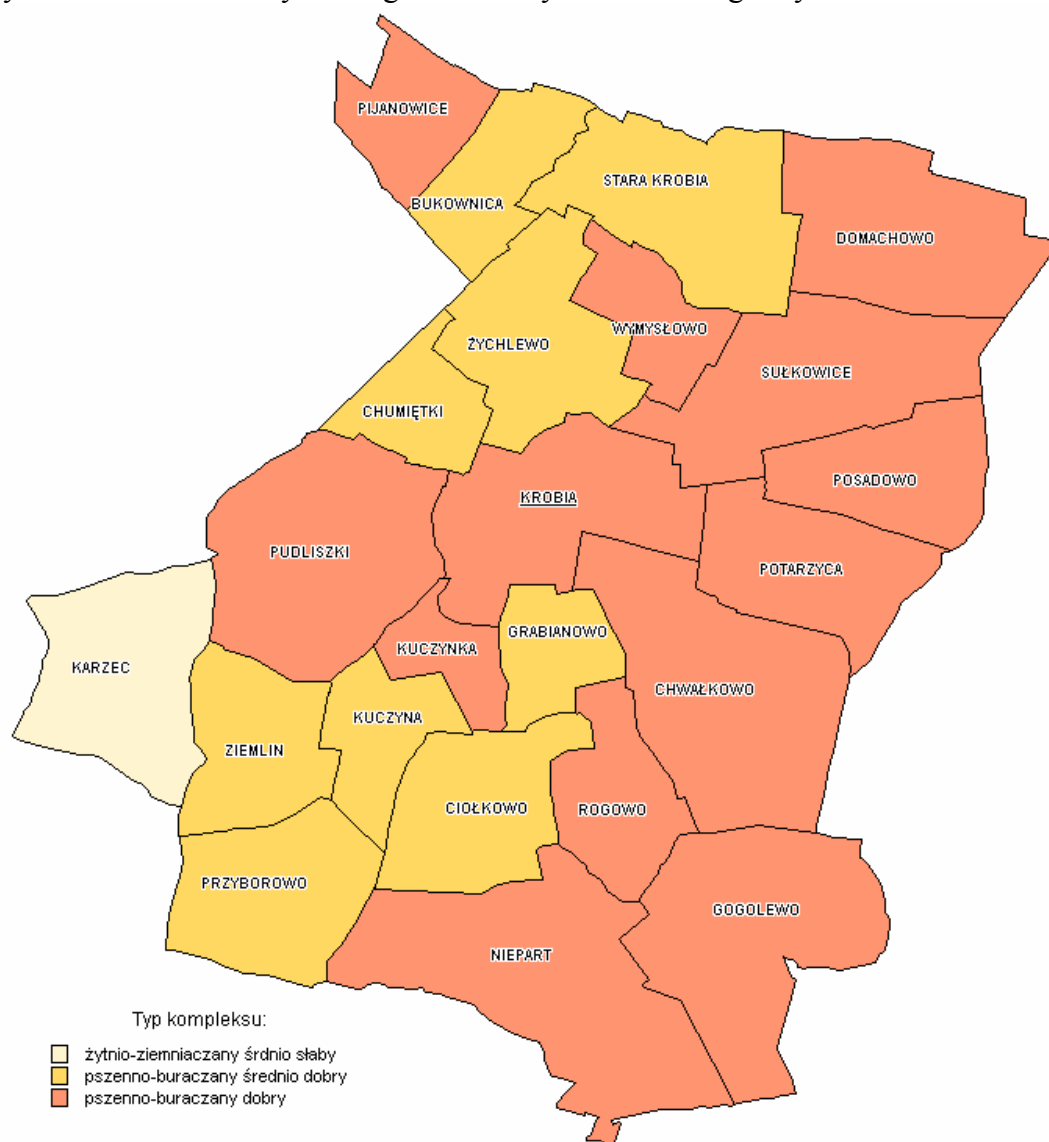 PIJANOWICE
BUKOWNICA
STARA KROBIA
DOMACHOWO
WYMYSŁOWO
ŻYCHLEWO
SUŁKOWICE
CHUMIĘTKI
POSADOWO
KROBIA
PUDLISZKI
POTARZYCA
GRABIANOWO
KUCZYNKA
KARZEC
CHWAŁKOWO
KUCZYNA
ZIEMLIN
CIOŁKOWO
ROGOWO
PRZYBOROWO
GOGOLEWO
NIEPART
Typ kompleksu:
żytnio-ziemniaczany śrdnio słaby
pszenno-buraczany średnio dobry
pszenno-buraczany dobry